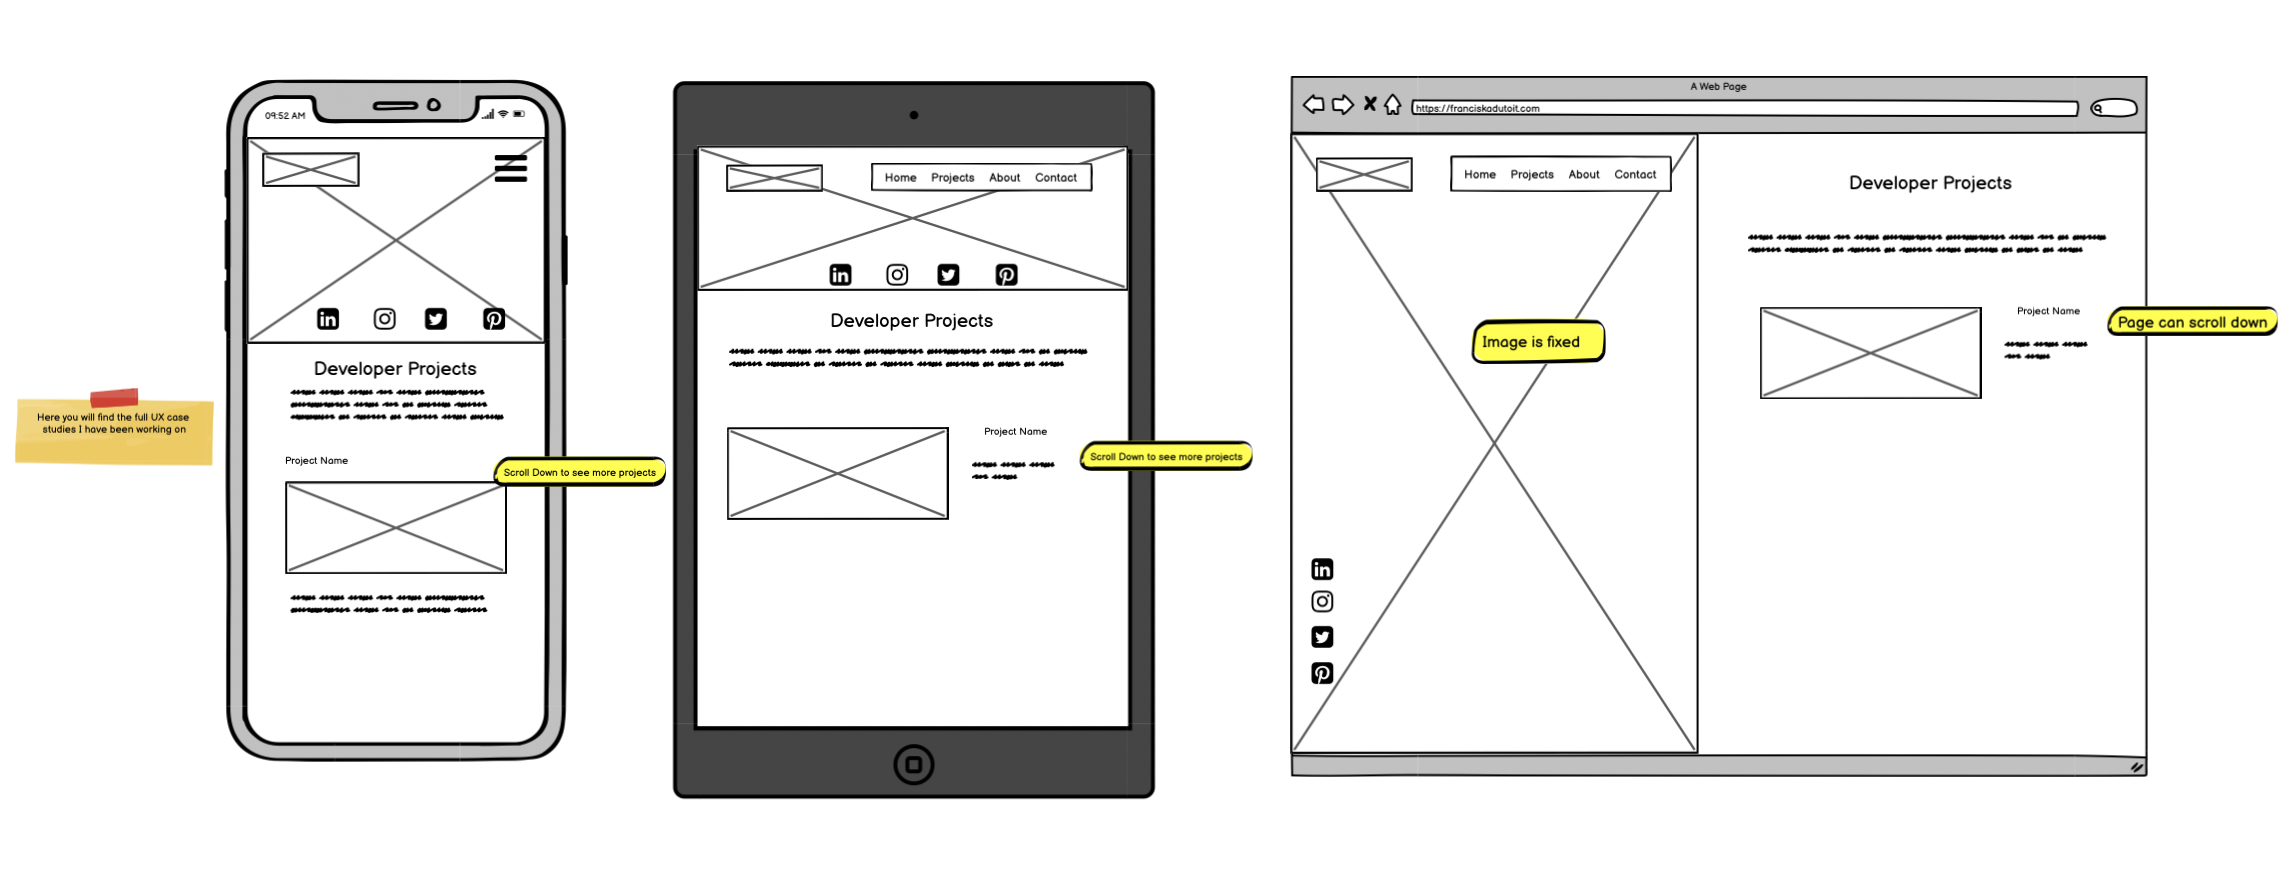 Here you will find the full UX case
studies I have been working on
09:52 AM
Developer Projects
Project Name
Scroll Down to see more projects
Home Projects About Contact
Developer Projects
Project Name
Scroll Down to see more projects
A Web Page
https://franciskadutoit.com
Home Projects About Contact
Image is fixed
Developer Projects
Project Name
Page can scroll down